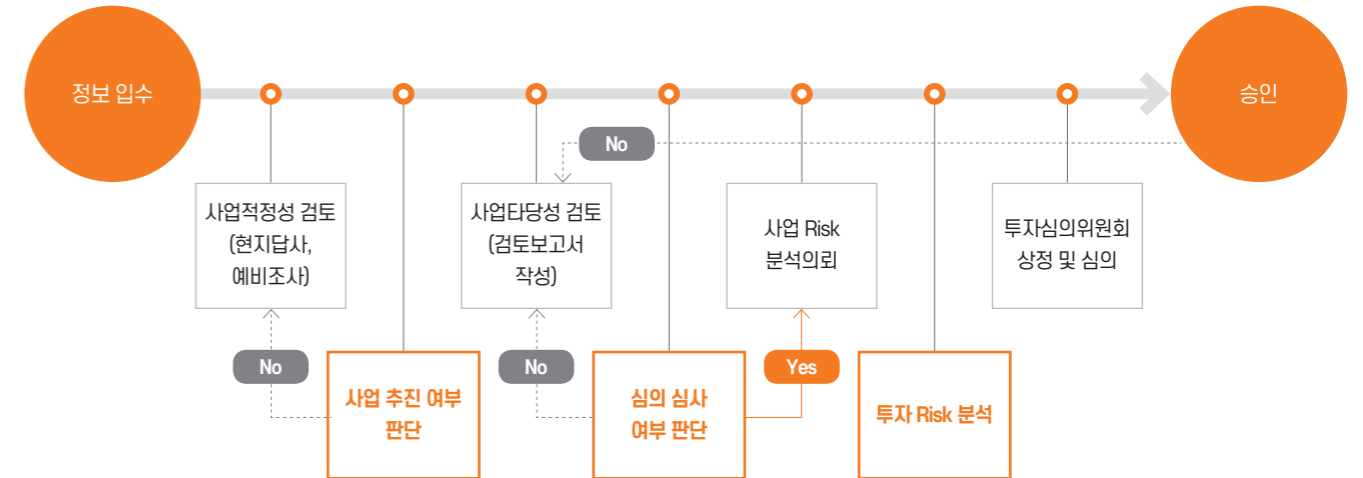 정보 입수
승인
No
사업적정성 검토
(현지답사,
예비조사)
사업타당성 검토
(검토보고서
작성)
사업 Risk
분석의뢰
투자심의위원회
상정 및 심의
No
No
Yes
사업 추진 여부
판단
심의 심사
여부 판단
투자 Risk 분석